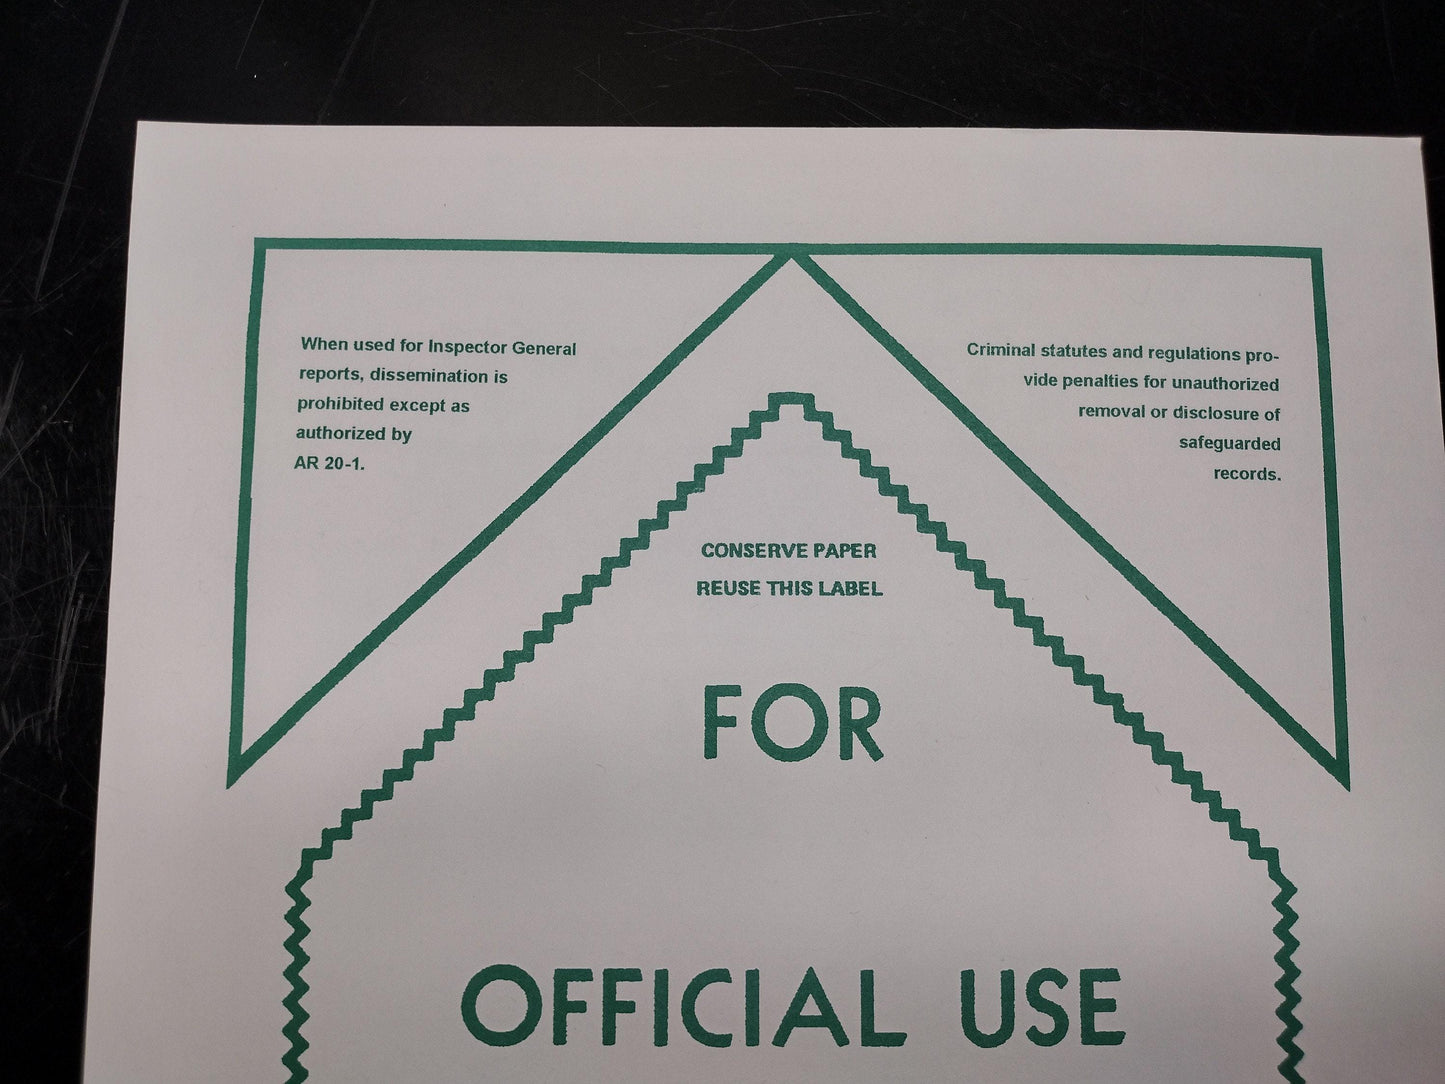 When used for Inspector General
reports, dissemination is
prohibited except as
authorized by
AR 20-1.
Criminal statutes and regulations pro-
vide penalties for unauthorized
removal or disclosure of
safeguarded
records.
CONSERVE PAPER
REUSE THIS LABEL
FOR
OFFICIAL USE